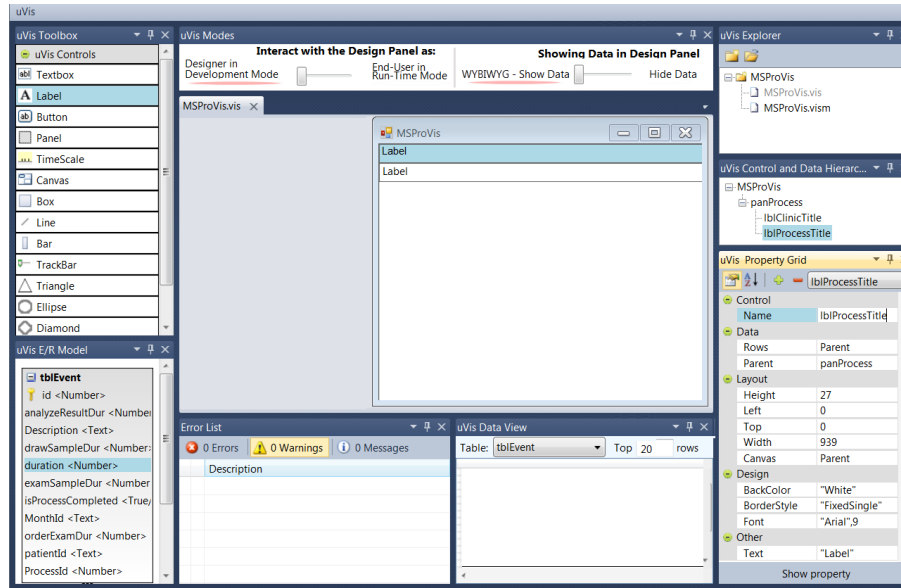 uVis
uVis Toolbox
uVis Controls
Textbox
Label
Button
Panel
TimeScale
Canvas
Box
Line
Bar
TrackBar
Triangle
Ellipse
Diamond
uVis E/R Model
tblEvent
id <Number>
analyzeResultDur <Number
Description <Text>
drawSampleDur <Number>
duration <Number>
examSampleDur <Number
isProcessCompleted <True/
MonthId <Text>
orderExamDur <Number>
patientId <Text>
ProcessId <Number>
uVis Modes
Interact with the Design Panel as:
Designer in
Development Mode
End-User in
Run-Time Mode
Showing Data in Design Panel
WYBIWYG - Show Data
Hide Data
MSProVis.vis
MSProVis
Label
Label
Error List
0 Errors 0 Warnings 0 Messages
Description
uVis Data View
Table: tblEvent Top 20 rows
uVis Explorer
MSProVis
MSProVis.vis
MSProVis.vism
uVis Control and Data Hierarc...
MSProVis
panProcess
lblClinicTitle
lblProcessTitle
uVis Property Grid
lblProcessTitle
Control
Name lblProcessTitle
Data
Rows Parent
Parent panProcess
Layout
Height 27
Left 0
Top 0
Width 939
Canvas Parent
Design
BackColor "White"
BorderStyle "FixedSingle"
Font "Arial",9
Other
Text "Label"
Show property